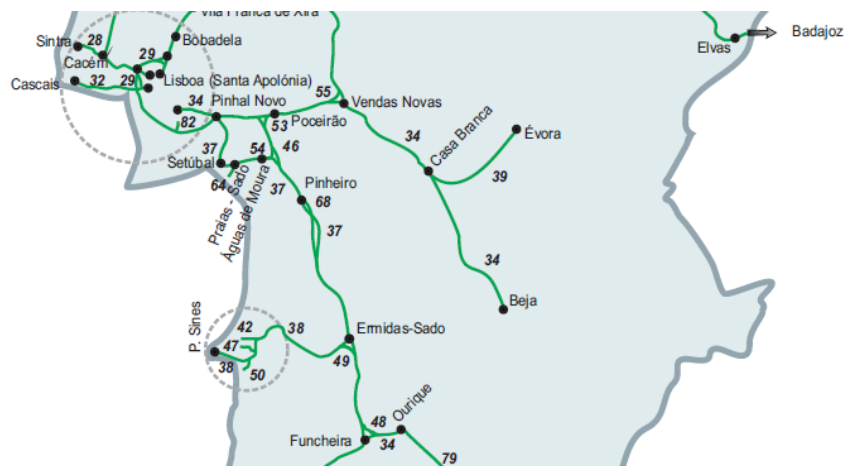 Vila Franca de Xira
Sintra
28
Bobadela
Elvas
Badajoz
Cacém
29
Cascais
32
29
Lisboa (Santa Apolónia)
34
Pinhal Novo
55
Vendas Novas
82
53
Poceirão
34
Casa Branca
Évora
37
54
46
Setúbal
64
Praias - Sado
Águas de Moura
37
Pinheiro
39
68
37
34
Beja
P. Sines
42
38
Ermidas-Sado
47
49
38
50
48
Ourique
Funcheira
34
79